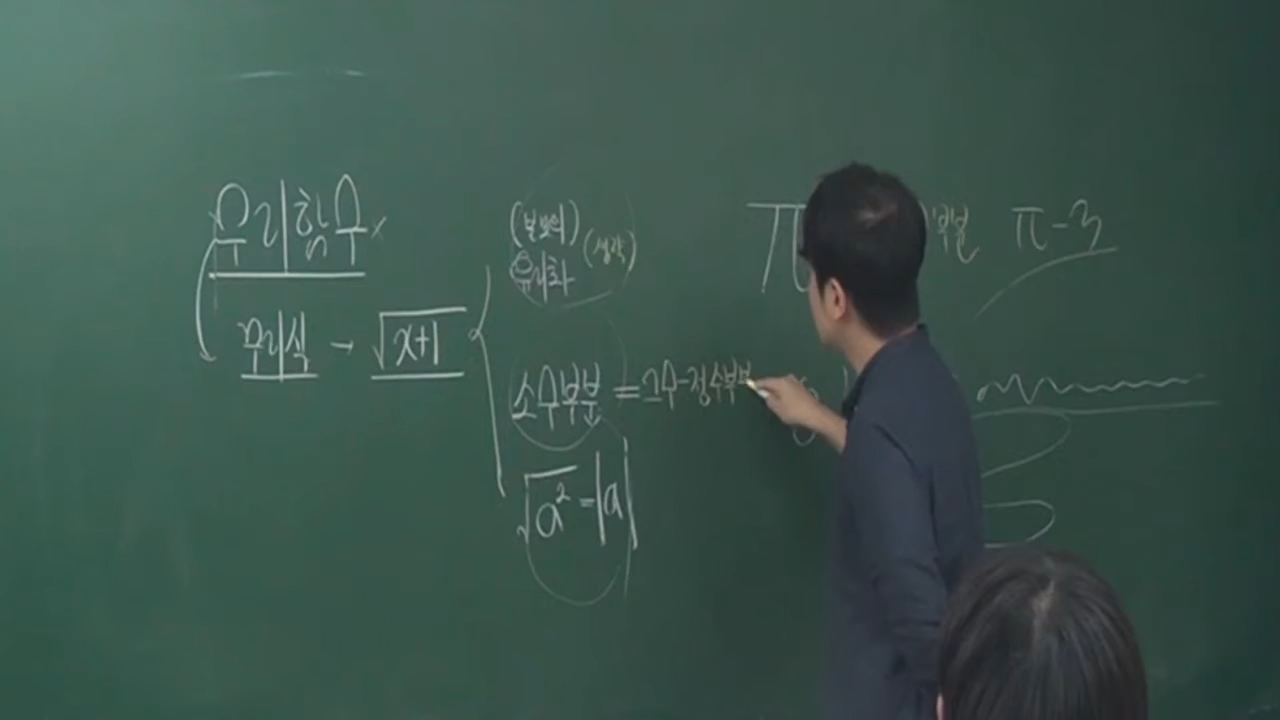 무리함수
무리식 → √x+1
(분모의)
유리화
(생략)
소수부분 = 그수-정수부분
√a² = |a|
π
π-3